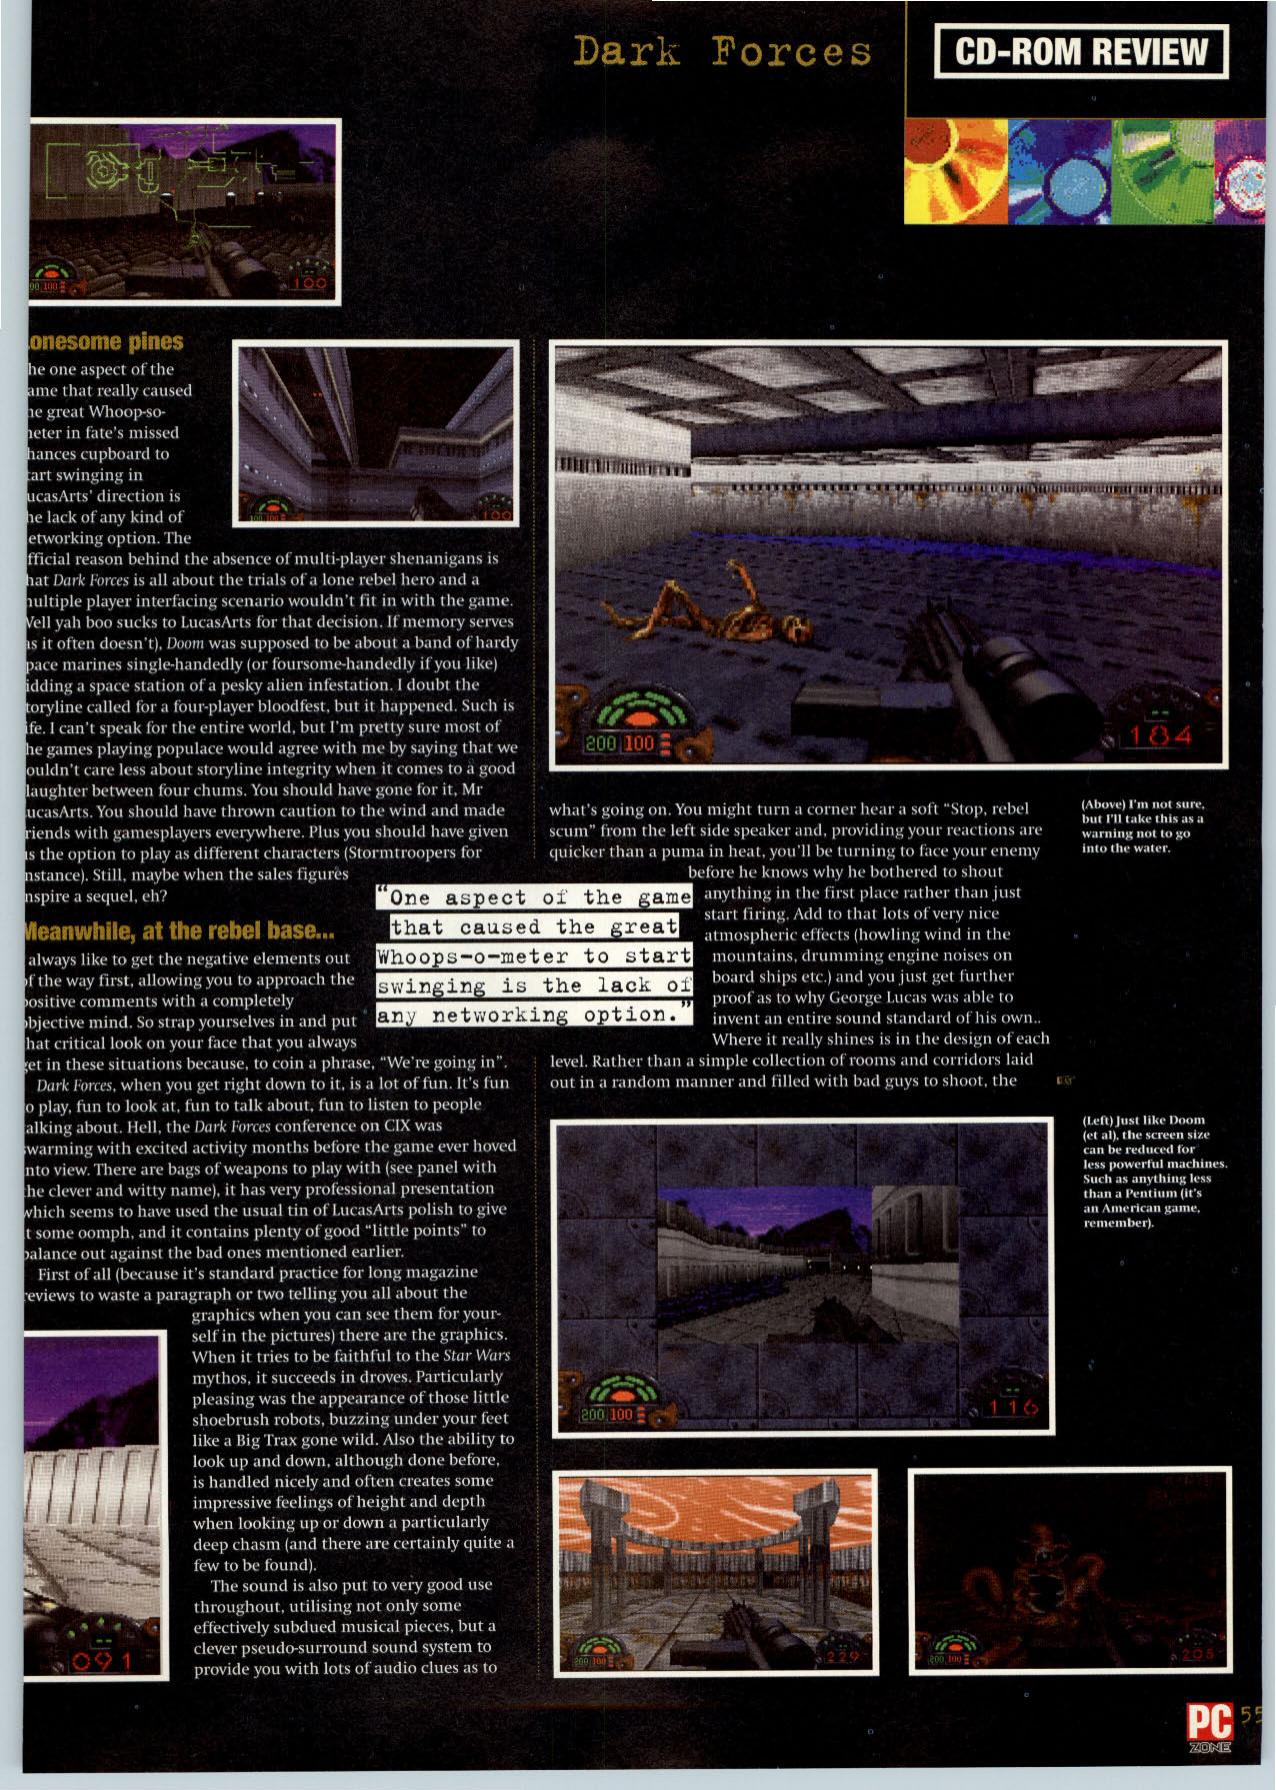 Dark Forces
CD-ROM REVIEW
onesome pines
he one aspect of the
ame that really caused
he great Whoop-so-
neter in fate's missed
hances cupboard to
tart swinging in
ucasArts' direction is
he lack of any kind of
etworking option. The
fficial reason behind the absence of multi-player shenanigans is
hat Dark Forces is all about the trials of a lone rebel hero and a
ultiple player interfacing scenario wouldn't fit in with the game.
Well yah boo sucks to LucasArts for that decision. If memory serves
as it often doesn't), Doom was supposed to be about a band of hardy
pace marines single-handedly (or foursome-handedly if you like)
idding a space station of a pesky alien infestation. I doubt the
toryline called for a four-player bloodfest, but it happened. Such is
ife. I can't speak for the entire world, but I'm pretty sure most of
he games playing populace would agree with me by saying that we
ouldn't care less about storyline integrity when it comes to a good
laughter between four chums. You should have gone for it, Mr
ucasArts. You should have thrown caution to the wind and made
riends with gamesplayers everywhere. Plus you should have given
us the option to play as different characters (Stormtroopers for
nstance). Still, maybe when the sales figures
nspire a sequel, eh?
Meanwhile, at the rebel base...
always like to get the negative elements out
of the way first, allowing you to approach the
positive comments with a completely
objective mind. So strap yourselves in and put
that critical look on your face that you always
get in these situations because, to coin a phrase, "We're going in".
Dark Forces, when you get right down to it, is a lot of fun. It's fun
o play, fun to look at, fun to talk about, fun to listen to people
alking about. Hell, the Dark Forces conference on CIX was
warming with excited activity months before the game ever hoved
nto view. There are bags of weapons to play with (see panel with
he clever and witty name), it has very professional presentation
which seems to have used the usual tin of LucasArts polish to give
t some oomph, and it contains plenty of good "little points" to
balance out against the bad ones mentioned earlier.
First of all (because it's standard practice for long magazine
reviews to waste a paragraph or two telling you all about the
graphics when you can see them for your-
self in the pictures) there are the graphics.
When it tries to be faithful to the Star Wars
mythos, it succeeds in droves. Particularly
pleasing was the appearance of those little
shoebrush robots, buzzing under your feet
like a Big Trax gone wild. Also the ability to
look up and down, although done before,
is handled nicely and often creates some
impressive feelings of height and depth
when looking up or down a particularly
deep chasm (and there are certainly quite a
few to be found).
The sound is also put to very good use
throughout, utilising not only some
effectively subdued musical pieces, but a
clever pseudo-surround sound system to
provide you with lots of audio clues as to
"One aspect of the game
that caused the great
Whoops-o-meter to start
swinging is the lack of
any networking option."
what's going on. You might turn a corner hear a soft "Stop, rebel
scum" from the left side speaker and, providing your reactions are
quicker than a puma in heat, you'll be turning to face your enemy
before he knows why he bothered to shout
anything in the first place rather than just
start firing. Add to that lots of very nice
atmospheric effects (howling wind in the
mountains, drumming engine noises on
board ships etc.) and you just get further
proof as to why George Lucas was able to
invent an entire sound standard of his own..
Where it really shines is in the design of each
level. Rather than a simple collection of rooms and corridors laid
out in a random manner and filled with bad guys to shoot, the
(Above) I'm not sure,
but I'll take this as a
warning not to go
into the water.
(Left) Just like Doom
(et al), the screen size
can be reduced for
less powerful machines.
Such as anything less
than a Pentium (it's
an American game,
remember).
100
100
200 100
184
200 100
116
091
200 100
229
200 100
205
PC
ZONE
55